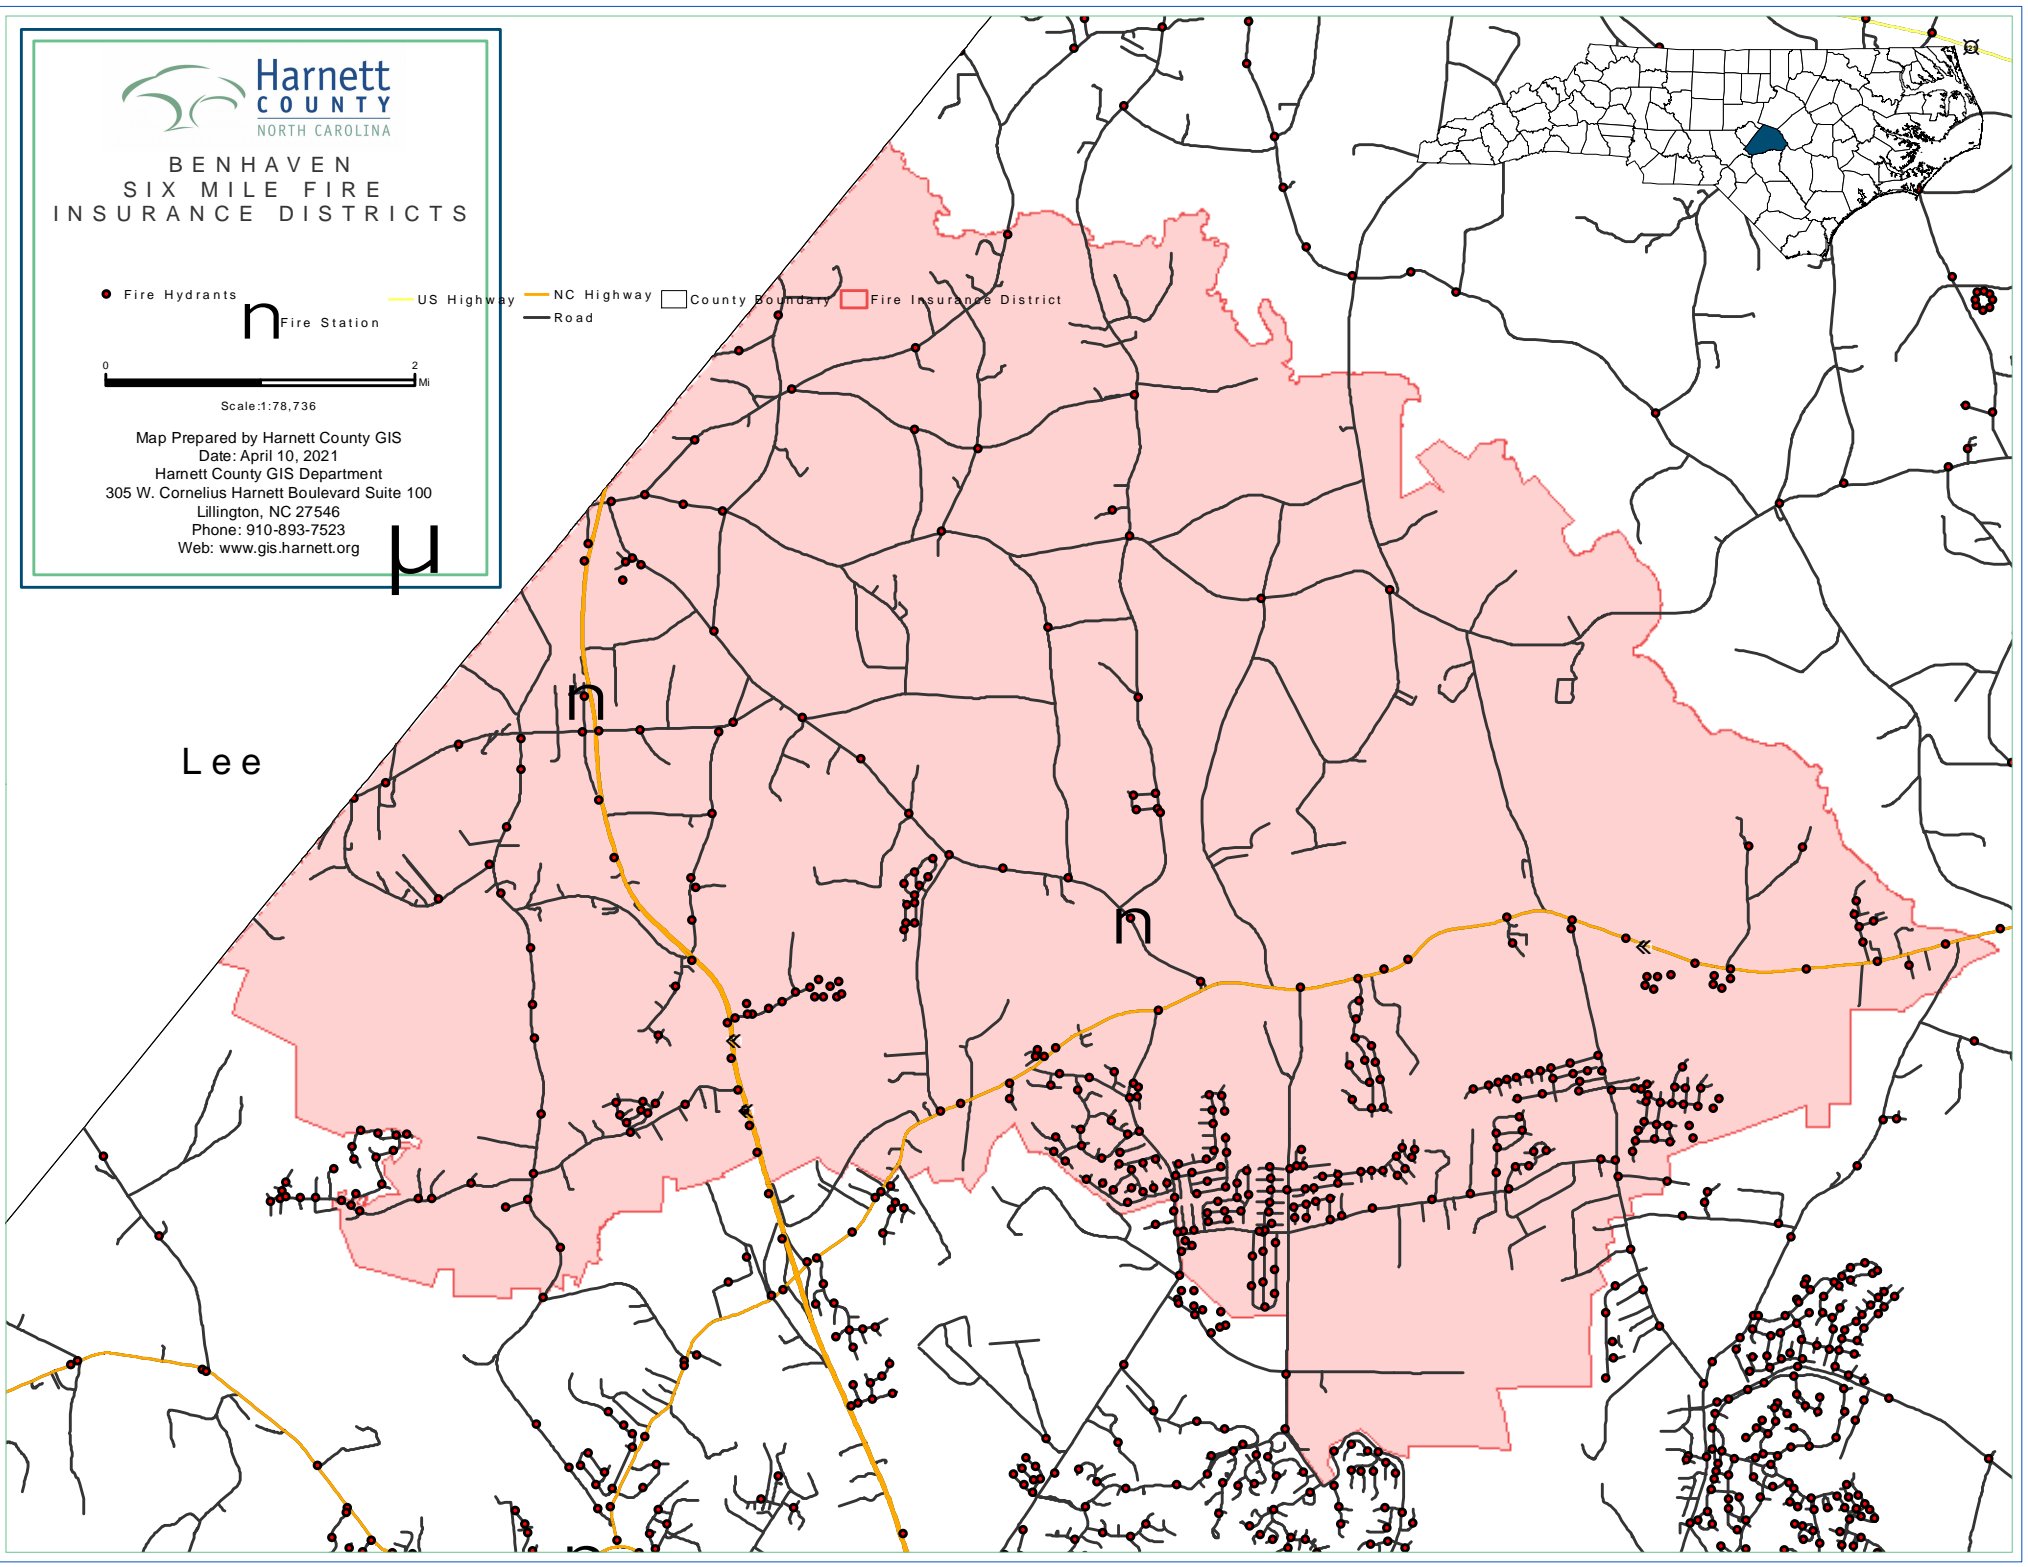 Harnett
COUNTY
NORTH CAROLINA
BENHAVEN
SIX MILE FIRE
INSURANCE DISTRICTS
Fire Hydrants
n Fire Station
US Highway
NC Highway
Road
County Boundary
Fire Insurance District
0 2
Mi
Scale:1:78,736
Map Prepared by Harnett County GIS
Date: April 10, 2021
Harnett County GIS Department
305 W. Cornelius Harnett Boulevard Suite 100
Lillington, NC 27546
Phone: 910-893-7523
Web: www.gis.harnett.org
µ
n
Lee
n
n